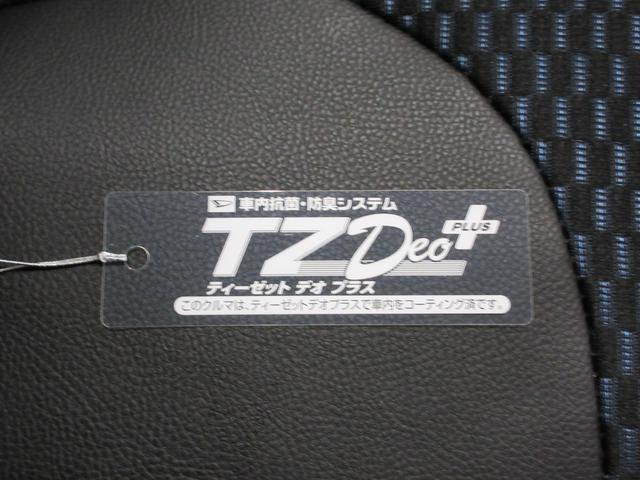 車内抗菌・防臭システム
TZ Deo PLUS
ティーゼット デオ プラス
このクルマは、ティーゼットデオプラスで車内をコーティング済です。